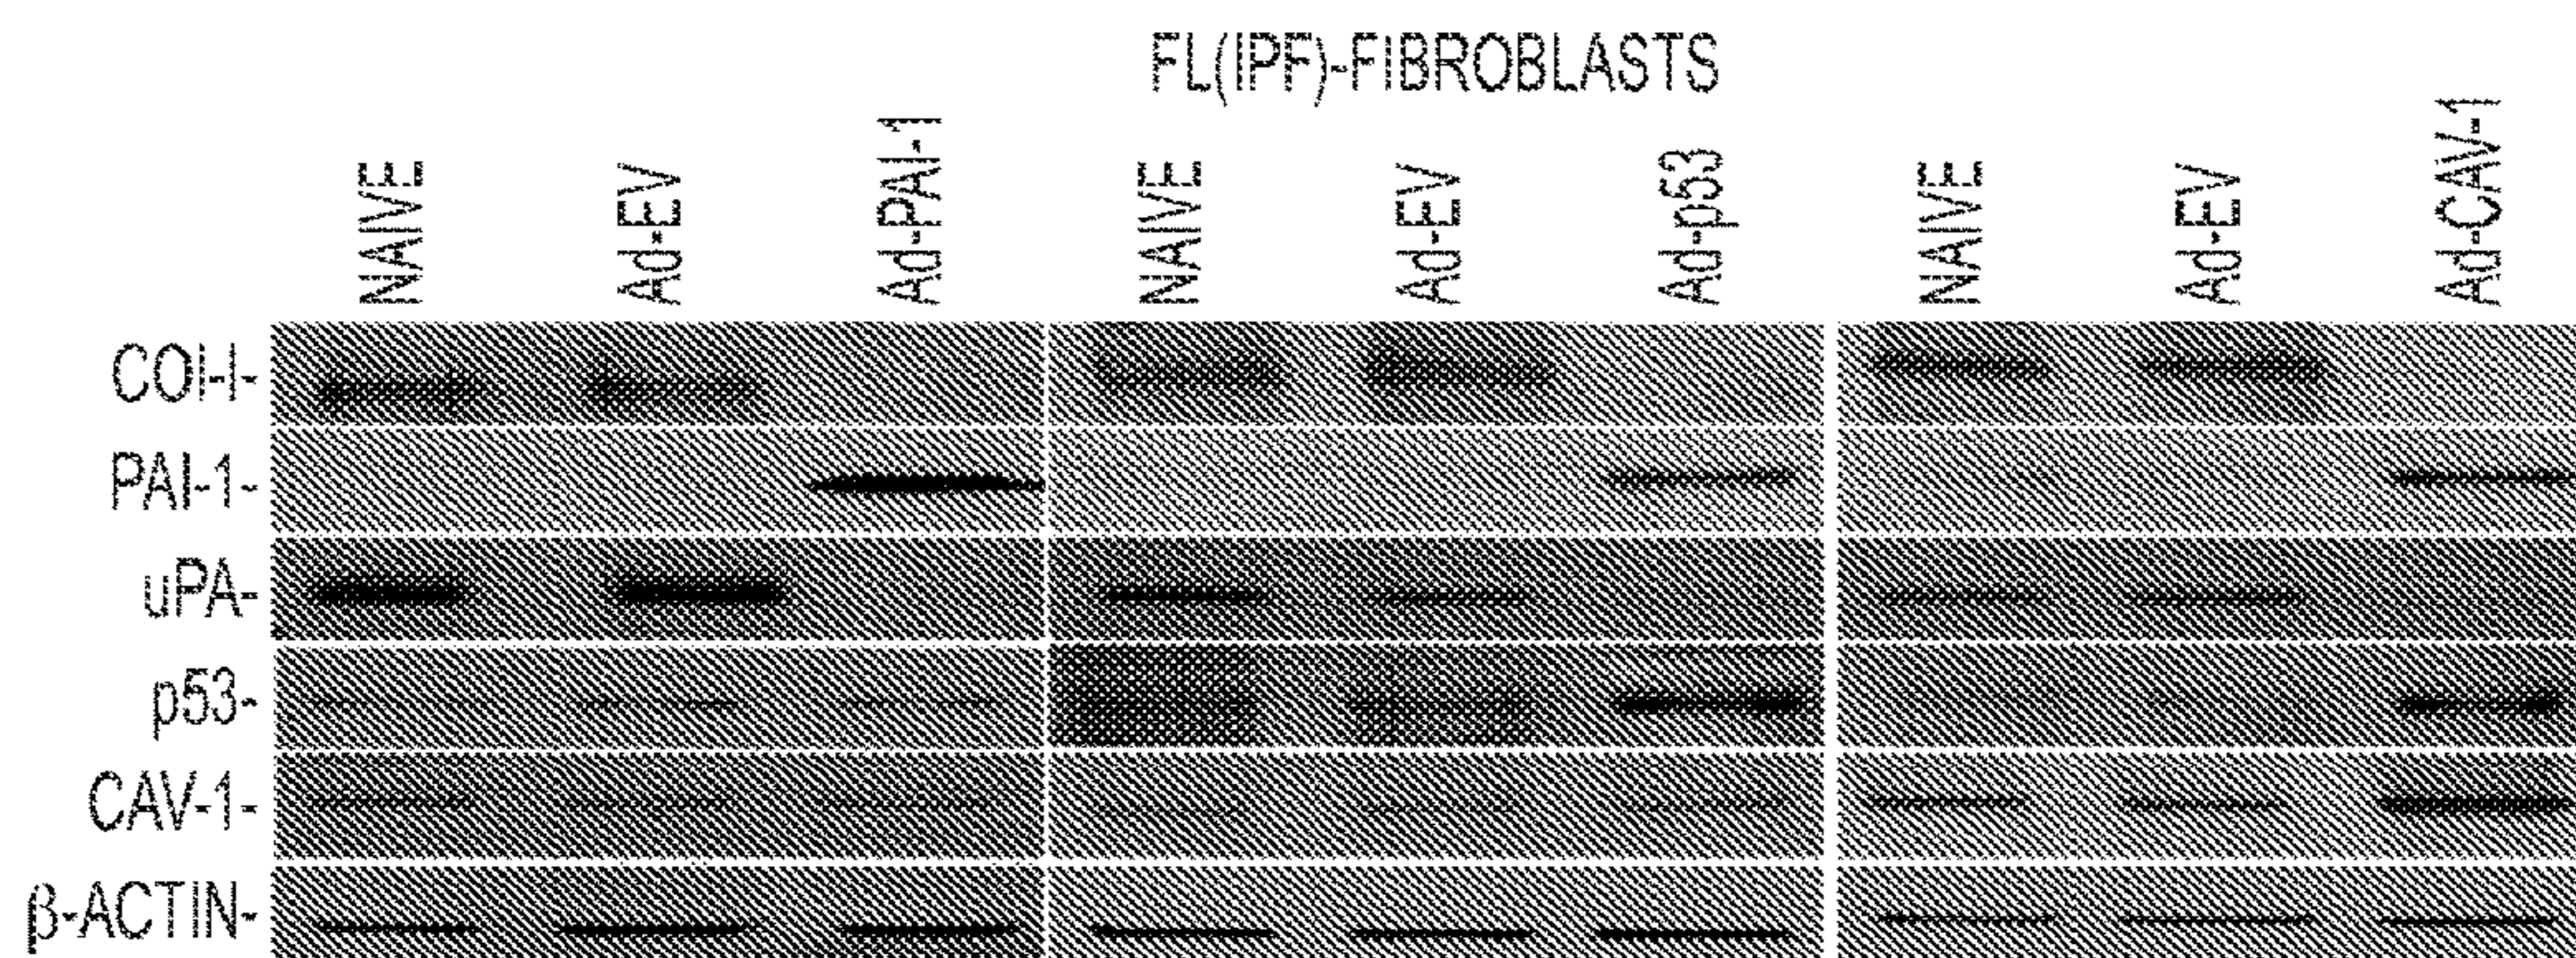 FL(IPF)-FIBROBLASTS
NAIVE Ad-EV Ad-PAI-1 NAIVE Ad-EV Ad-p53 NAIVE Ad-EV Ad-CAV-1
COl-I-
PAI-1-
uPA-
p53-
CAV-1-
β-ACTIN-